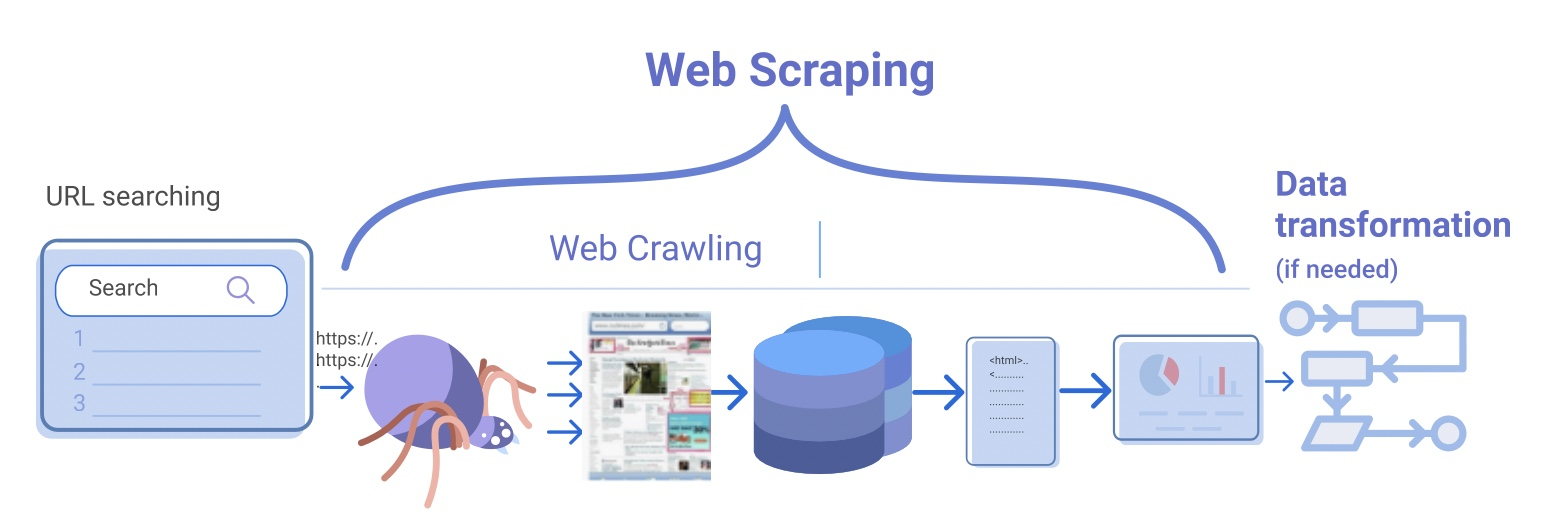 Web Scraping
URL searching
Data
transformation
(if needed)
Web Crawling
Search
1
2
3
https://.
https://.
.
<html>..
<..........
............
............
............
............